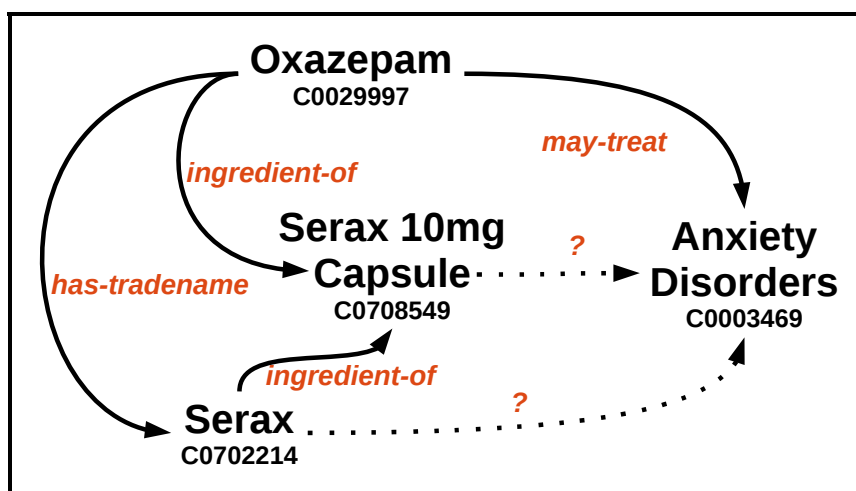 Oxazepam
C0029997
may-treat
ingredient-of
Serax 10mg
Capsule
C0708549
?
Anxiety
Disorders
C0003469
has-tradename
ingredient-of
Serax
C0702214
?